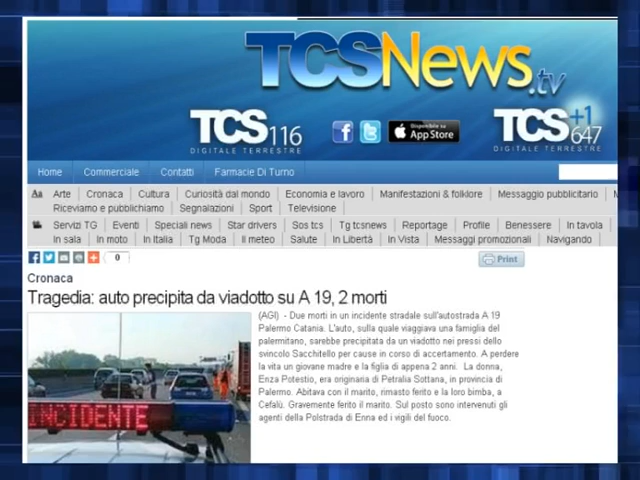 TCSNews.tv
TCS 116
DIGITALE TERRESTRE
Disponibile su
App Store
TCS +1 647
DIGITALE TERRESTRE
Home Commerciale Contatti Farmacie Di Turno
Aa Arte Cronaca Cultura Curiosità dal mondo Economia e lavoro Manifestazioni & folklore Messaggio pubblicitario M
Riceviamo e pubblichiamo Segnalazioni Sport Televisione
Servizi TG Eventi Speciali news Star drivers Sos tcs Tg tcsnews Reportage Profile Benessere In tavola
In sala In moto In Italia Tg Moda Il meteo Salute In Libertà In Vista Messaggi promozionali Navigando
0
Print
Cronaca
Tragedia: auto precipita da viadotto su A 19, 2 morti
(AGI) - Due morti in un incidente stradale sull'autostrada A 19
Palermo Catania. L'auto, sulla quale viaggiava una famiglia del
palermitano, sarebbe precipitata da un viadotto nei pressi dello
svincolo Sacchitello per cause in corso di accertamento. A perdere
la vita un giovane madre e la figlia di appena 2 anni. La donna,
Enza Potestio, era originaria di Petralia Sottana, in provincia di
Palermo. Abitava con il marito, rimasto ferito e la loro bimba, a
Cefalù. Gravemente ferito il marito. Sul posto sono intervenuti gli
agenti della Polstrada di Enna ed i vigili del fuoco.
INCIDENTE